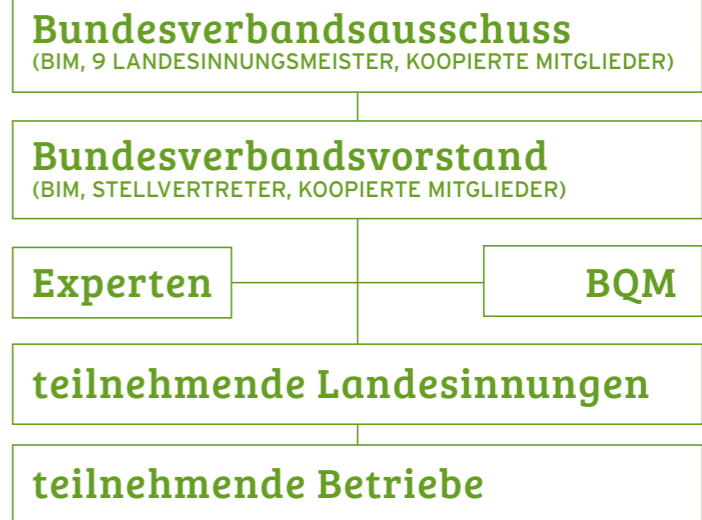 Bundesverbandsausschuss
(BIM, 9 LANDESINNUNGSMEISTER, KOOPIERTE MITGLIEDER)
Bundesverbandsvorstand
(BIM, STELLVERTRETER, KOOPIERTE MITGLIEDER)
Experten
BQM
teilnehmende Landesinnungen
teilnehmende Betriebe